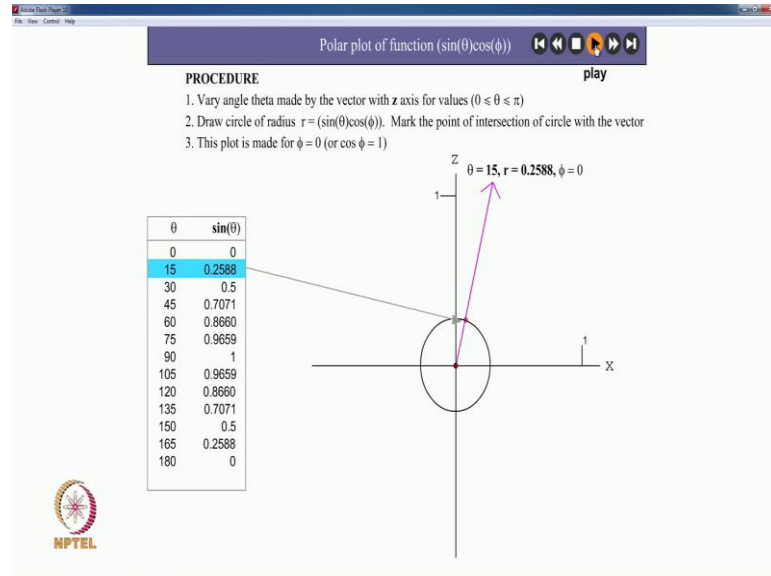 Adobe Flash Player 10
File View Control Help
Polar plot of function (sin(θ)cos(ϕ))
play
PROCEDURE
1. Vary angle theta made by the vector with z axis for values (0 ⩽ θ ⩽ π)
2. Draw circle of radius r = (sin(θ)cos(ϕ)). Mark the point of intersection of circle with the vector
3. This plot is made for ϕ = 0 (or cos ϕ = 1)
Z
θ = 15, r = 0.2588, ϕ = 0
1
θ sin(θ)
0 0
15 0.2588
30 0.5
45 0.7071
60 0.8660
75 0.9659
90 1
105 0.9659
120 0.8660
135 0.7071
150 0.5
165 0.2588
180 0
1
X
NPTEL